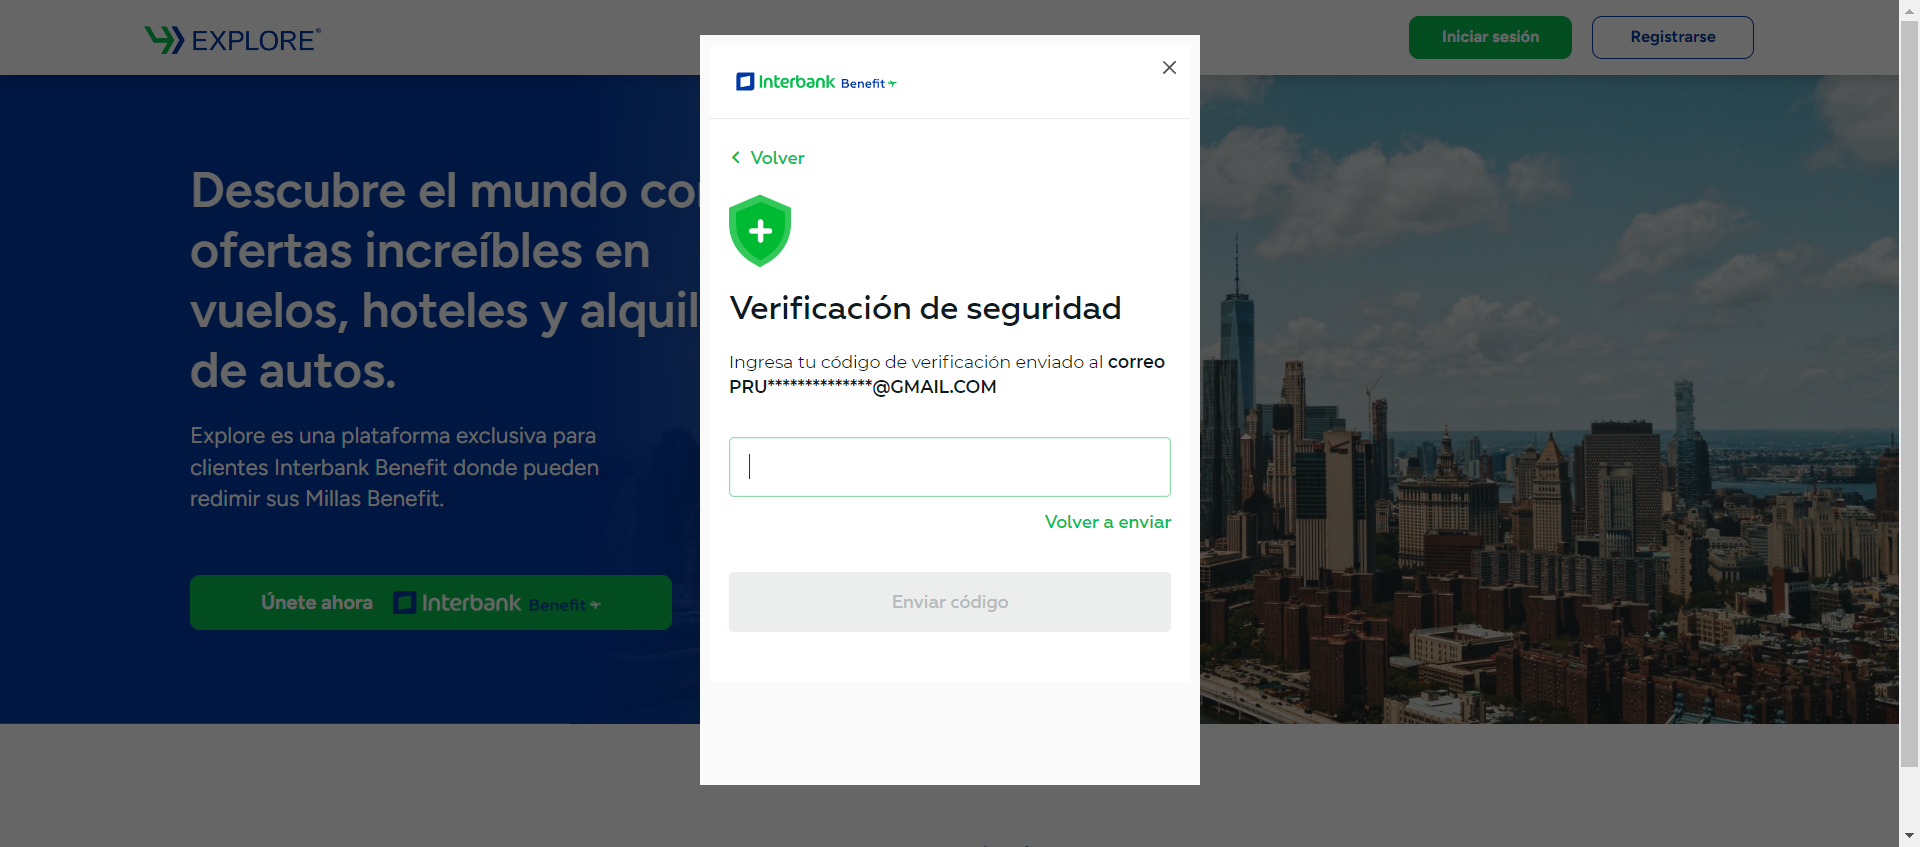 EXPLORE®
Iniciar sesión
Registrarse
Interbank Benefit
Volver
Verificación de seguridad
Ingresa tu código de verificación enviado al correo
PRU**************@GMAIL.COM
Volver a enviar
Enviar código
Descubre el mundo
ofertas increíbles en
vuelos, hoteles y
de autos.
Explore es una plataforma exclusiva para
clientes Interbank Benefit donde pueden
redimir sus Millas Benefit.
Únete ahora Interbank Benefit